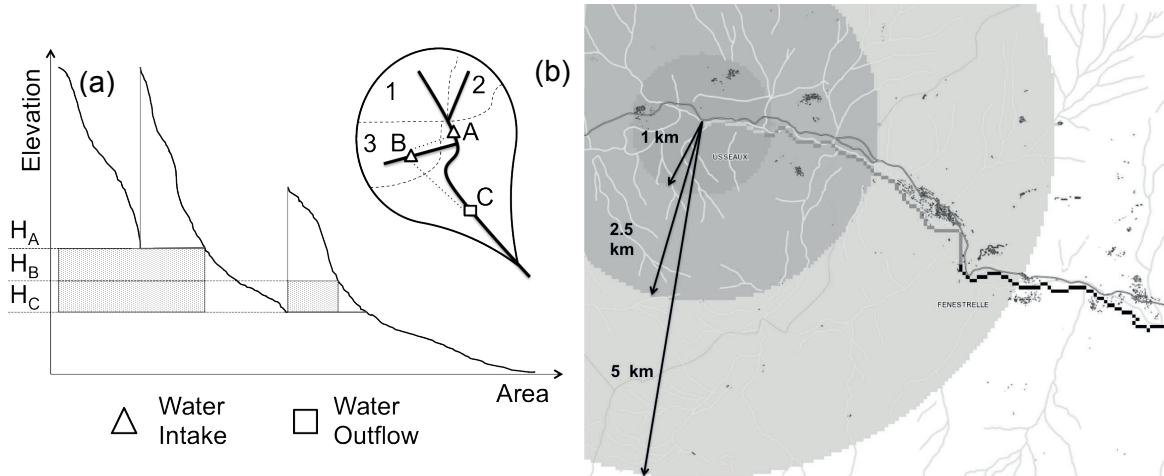 (a)
Elevation
H_A
H_B
H_C
Area
1
2
3
A
B
C
Water Intake
Water Outflow
(b)
1 km
USSEAUX
2.5 km
FENESTRELLE
5 km